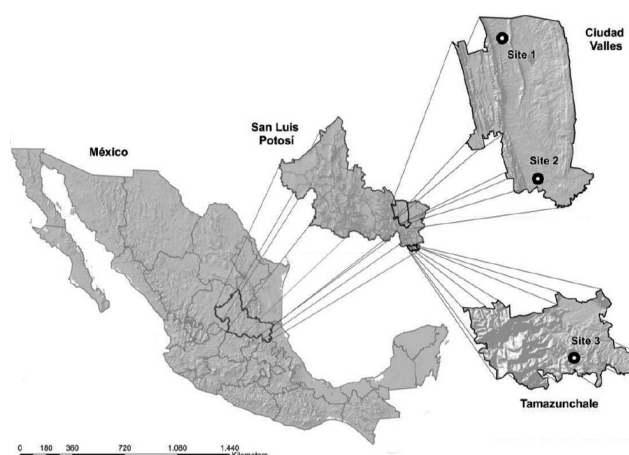 Ciudad
Valles
Site 1
San Luis
Potosí
México
Site 2
Site 3
Tamazunchale
0 180 360 720 1.080 1.440
Kilometers